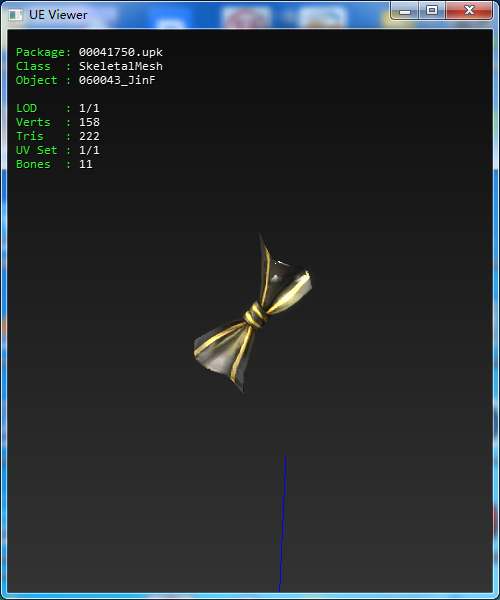 UE Viewer
Package: 00041750.upk
Class : SkeletalMesh
Object : 060043_JinF
LOD : 1/1
Verts : 158
Tris : 222
UV Set : 1/1
Bones : 11